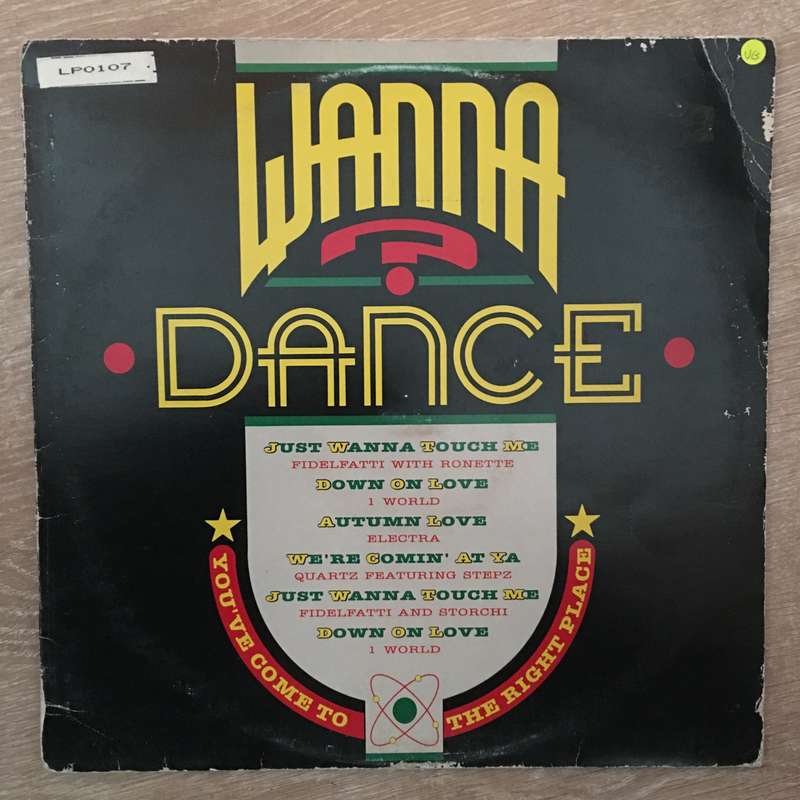 LP0107
VG
WANNA
?
DANCE
JUST WANNA TOUCH ME
FIDELFATTI WITH RONETTE
DOWN ON LOVE
1 WORLD
AUTUMN LOVE
ELECTRA
WE'RE COMIN' AT YA
QUARTZ FEATURING STEPZ
JUST WANNA TOUCH ME
FIDELFATTI AND STORCHI
DOWN ON LOVE
1 WORLD
YOU'VE COME TO THE RIGHT PLACE